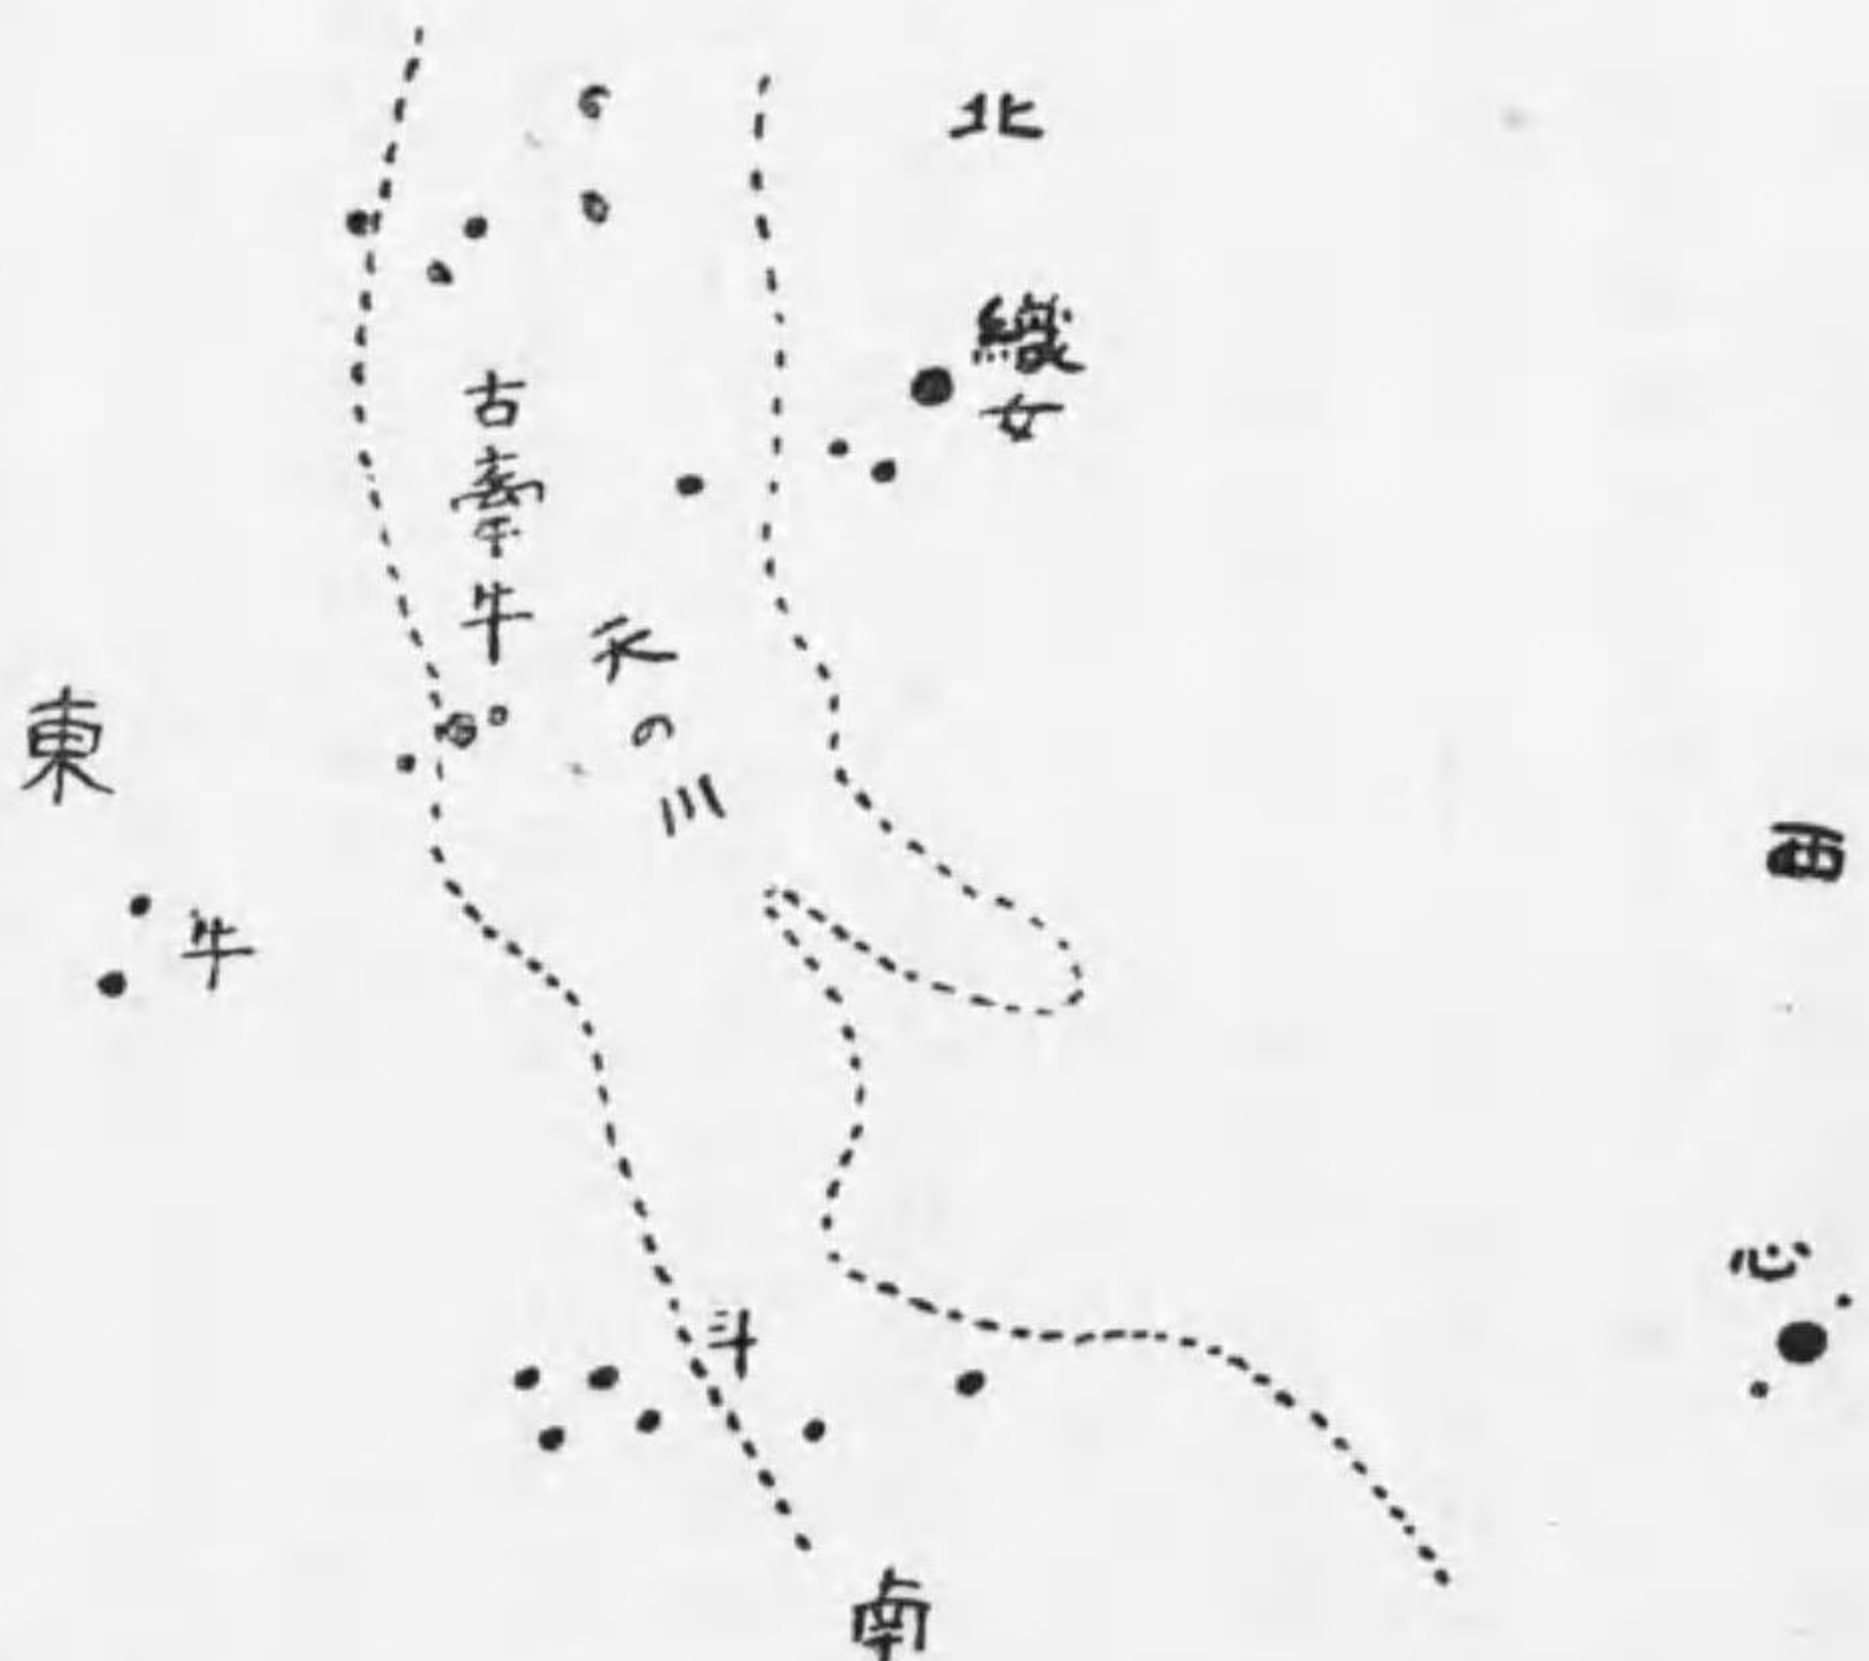 北
織女
古牽牛
天の川
東
西
牛
心
斗
南